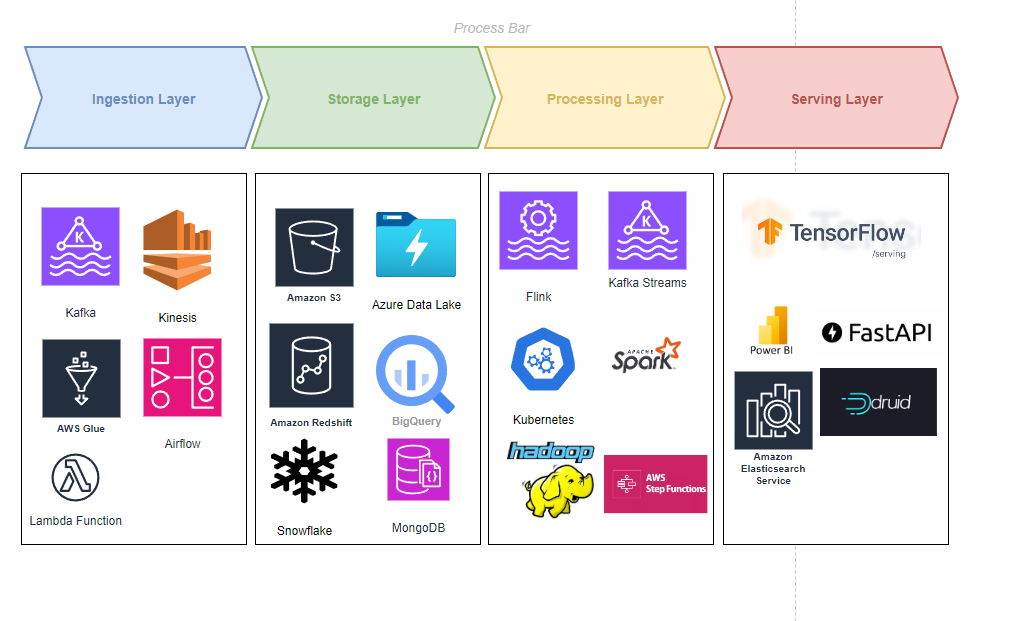 Process Bar
Ingestion Layer
Storage Layer
Processing Layer
Serving Layer
K
Kafka
Kinesis
AWS Glue
Airflow
Lambda Function
Amazon S3
Azure Data Lake
Amazon Redshift
BigQuery
Snowflake
MongoDB
Flink
K
Kafka Streams
Kubernetes
APACHE
Spark
hadoop
AWS
Step Functions
TensorFlow
/serving
Power BI
FastAPI
druid
Amazon
Elasticsearch
Service